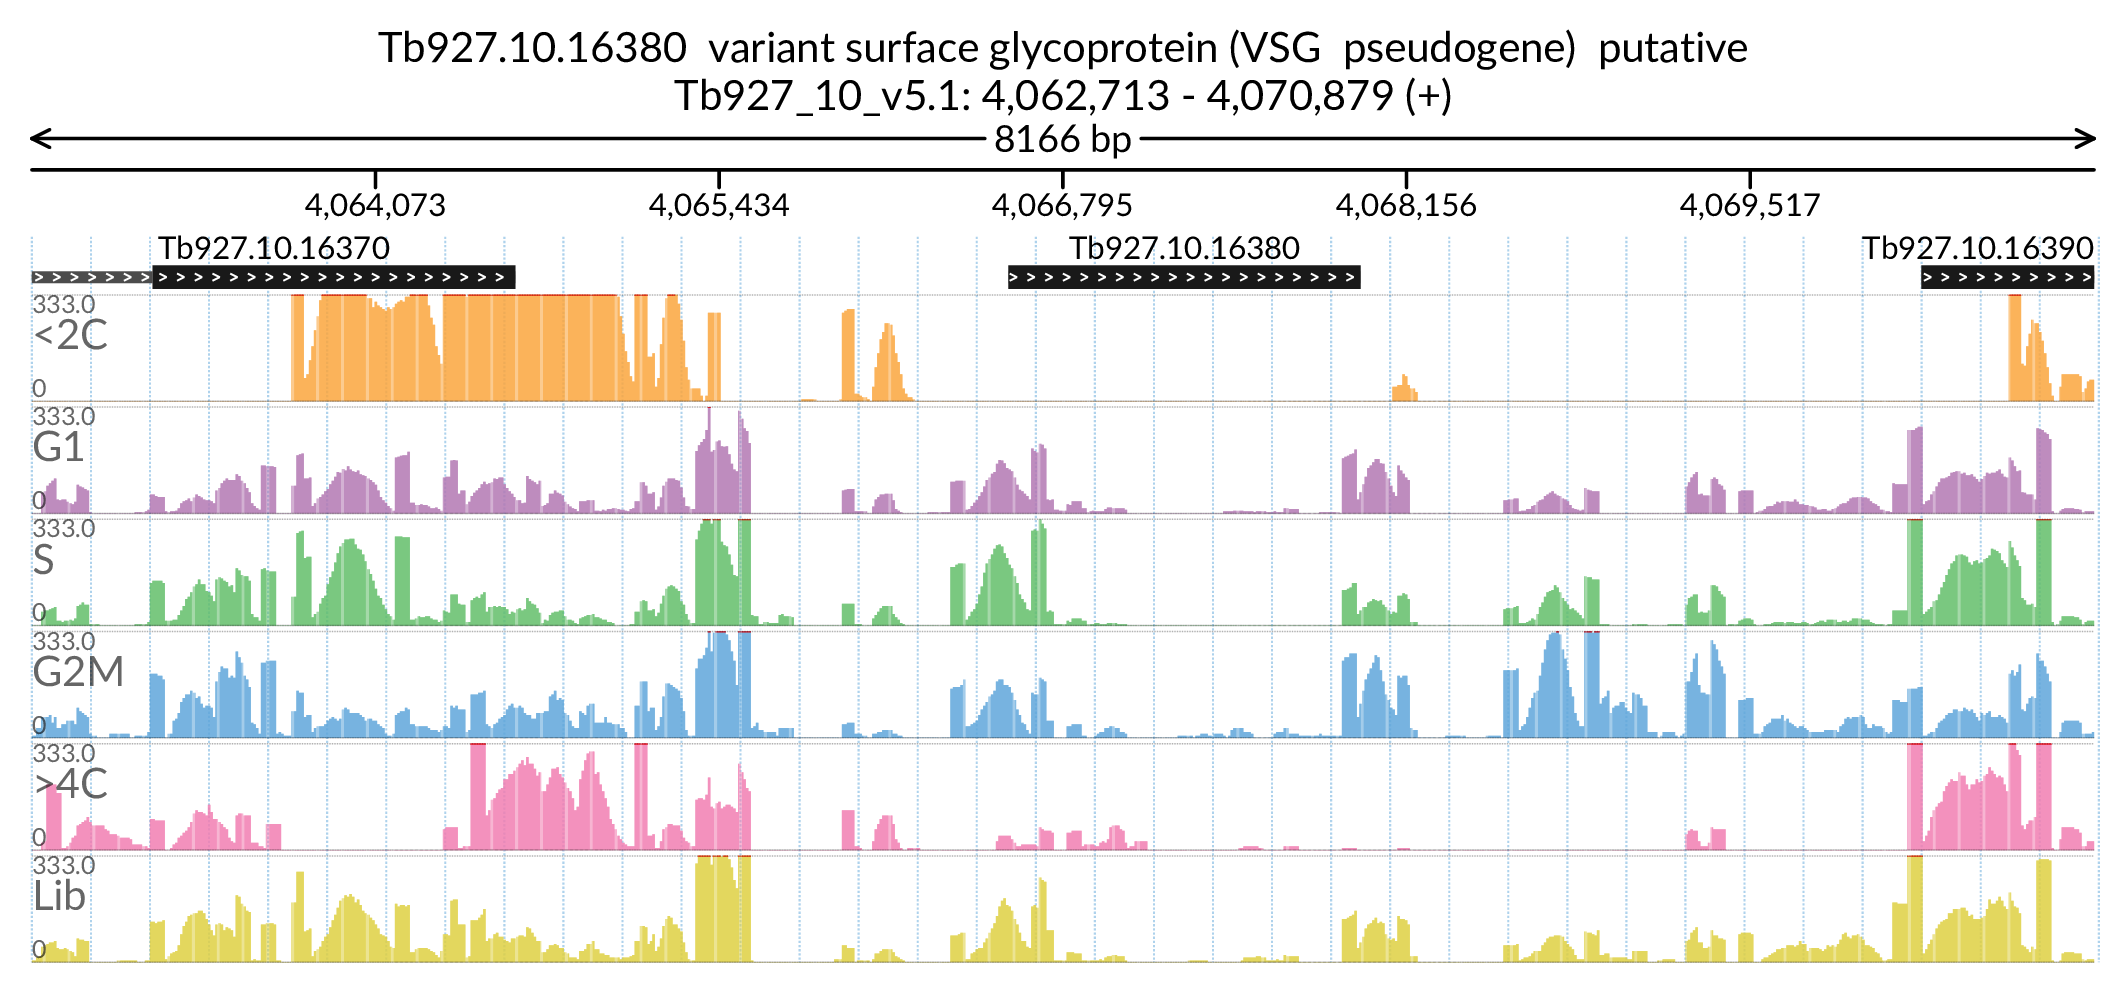 Tb927.10.16380 variant surface glycoprotein (VSG pseudogene) putative
Tb927_10_v5.1: 4,062,713 - 4,070,879 (+)
8166 bp
4,064,073 4,065,434 4,066,795 4,068,156 4,069,517
Tb927.10.16370 Tb927.10.16380 Tb927.10.16390
333.0
<2C
0
333.0
G1
0
333.0
S
0
333.0
G2M
0
333.0
>4C
0
333.0
Lib
0